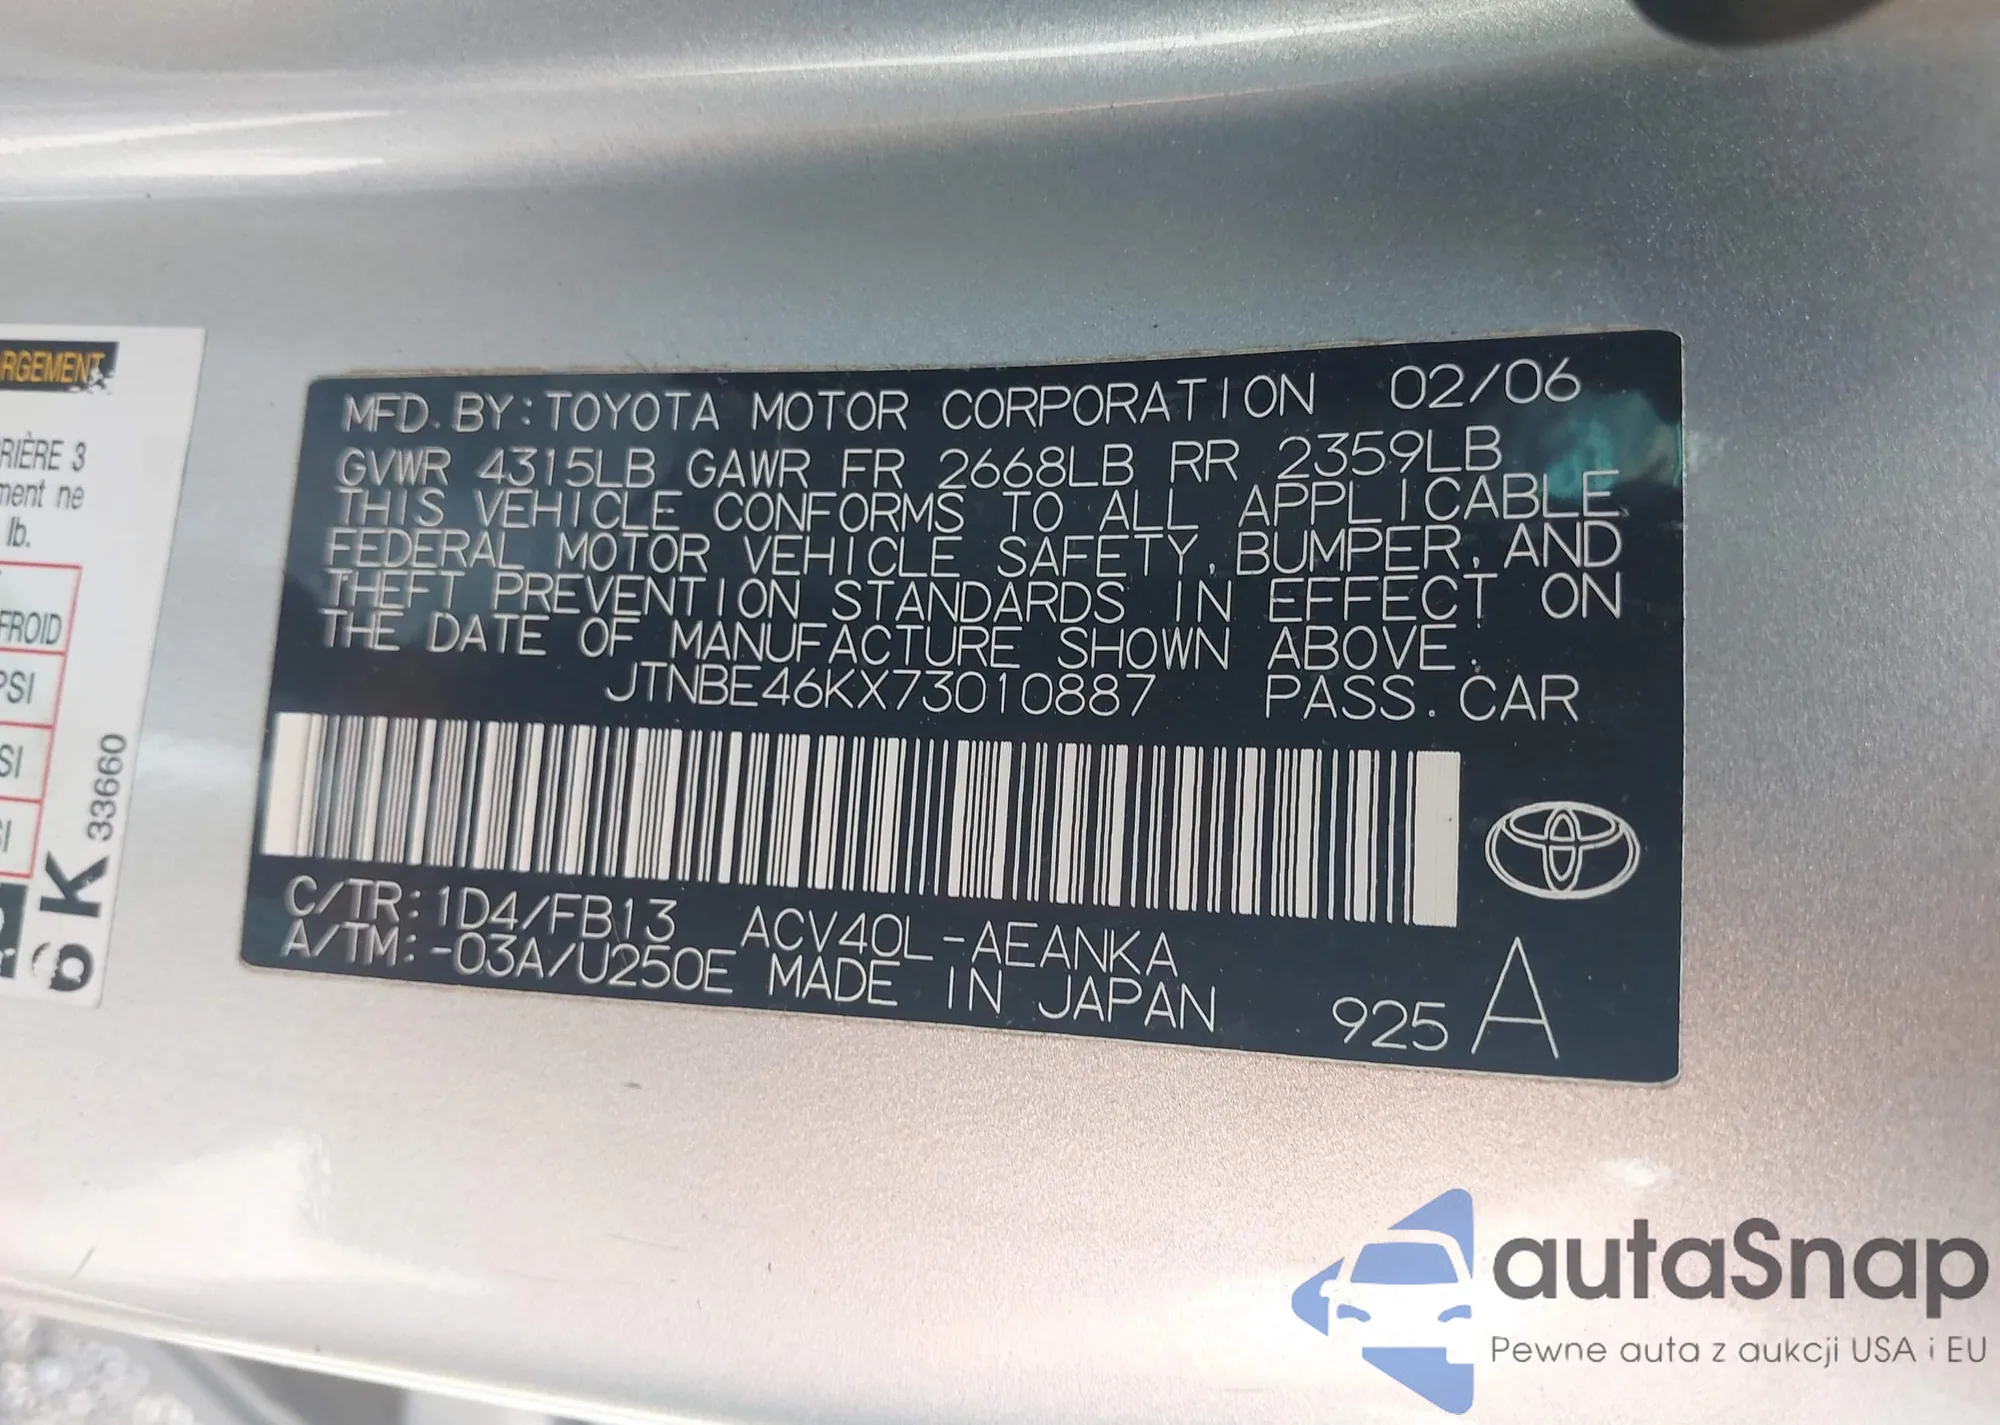 RGEMENT
RIÈRE 3
ment ne
lb.
FROID
PSI
SI
SI
6K 33660
MFD. BY: TOYOTA MOTOR CORPORATION 02/06
GVWR 4315LB GAWR FR 2668LB RR 2359LB
THIS VEHICLE CONFORMS TO ALL APPLICABLE
FEDERAL MOTOR VEHICLE SAFETY, BUMPER, AND
THEFT PREVENTION STANDARDS IN EFFECT ON
THE DATE OF MANUFACTURE SHOWN ABOVE.
JTNBE46KX73010887 PASS. CAR
C/TR: 1D4/FB13 ACV40L-AEANKA
A/TM: -03A/U250E MADE IN JAPAN 925 A
autaSnap
Pewne auta z aukcji USA i EU